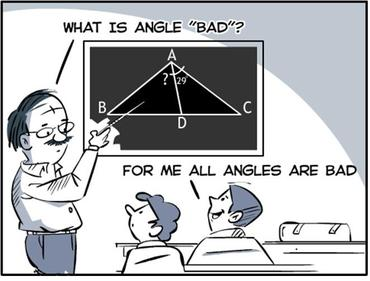 WHAT IS ANGLE "BAD"?
A
? 29
B
C
D
FOR ME ALL ANGLES ARE BAD